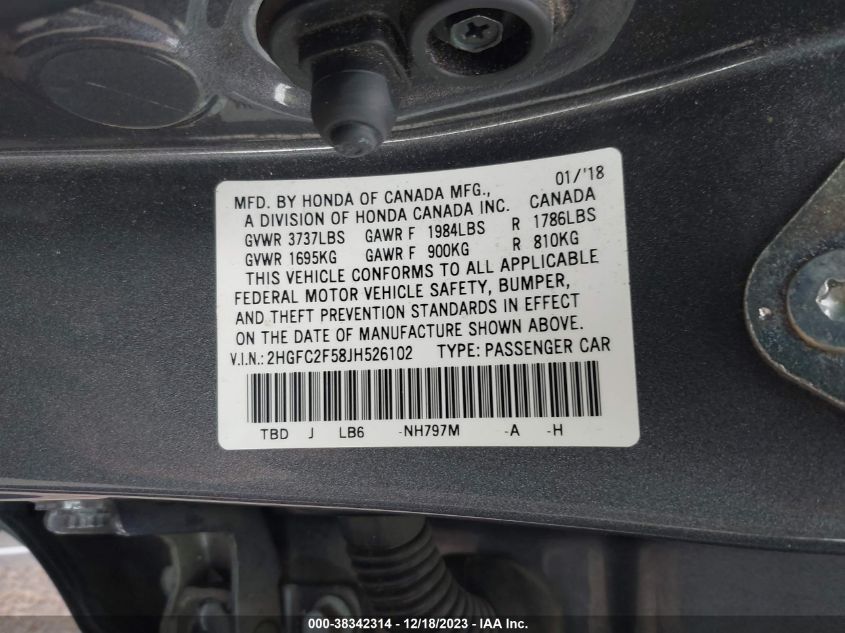 MFD. BY HONDA OF CANADA MFG., 01/'18
A DIVISION OF HONDA CANADA INC. CANADA
GVWR 3737LBS GAWR F 1984LBS R 1786LBS
GVWR 1695KG GAWR F 900KG R 810KG
THIS VEHICLE CONFORMS TO ALL APPLICABLE
FEDERAL MOTOR VEHICLE SAFETY, BUMPER,
AND THEFT PREVENTION STANDARDS IN EFFECT
ON THE DATE OF MANUFACTURE SHOWN ABOVE.
V.I.N.: 2HGFC2F58JH526102 TYPE: PASSENGER CAR
TBD J LB6 -NH797M -A -H
000-38342314 - 12/18/2023 - IAA Inc.